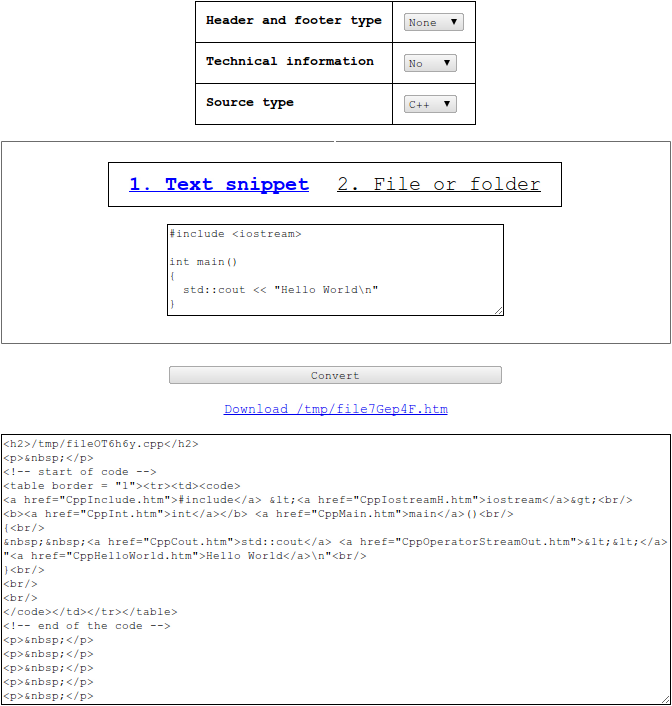 Header and footer type None ▼
Technical information No ▼
Source type C++ ▼
1. Text snippet 2. File or folder
#include <iostream>
int main()
{
  std::cout << "Hello World\n"
}
Convert
Download /tmp/file7Gep4F.htm
<h2>/tmp/fileOT6h6y.cpp</h2>
<p>&nbsp;</p>
<!-- start of code -->
<table border = "1"><tr><td><code>
<a href="CppInclude.htm">#include</a> &lt;<a href="CppIostreamH.htm">iostream</a>&gt;<br/>
<b><a href="CppInt.htm">int</a></b> <a href="CppMain.htm">main</a>()<br/>
{<br/>
&nbsp;&nbsp;<a href="CppCout.htm">std::cout</a> <a href="CppOperatorStreamOut.htm">&lt;&lt;</a>
"<a href="CppHelloWorld.htm">Hello World</a>\n"<br/>
}<br/>
<br/>
<br/>
</code></td></tr></table>
<!-- end of the code -->
<p>&nbsp;</p>
<p>&nbsp;</p>
<p>&nbsp;</p>
<p>&nbsp;</p>
<p>&nbsp;</p>